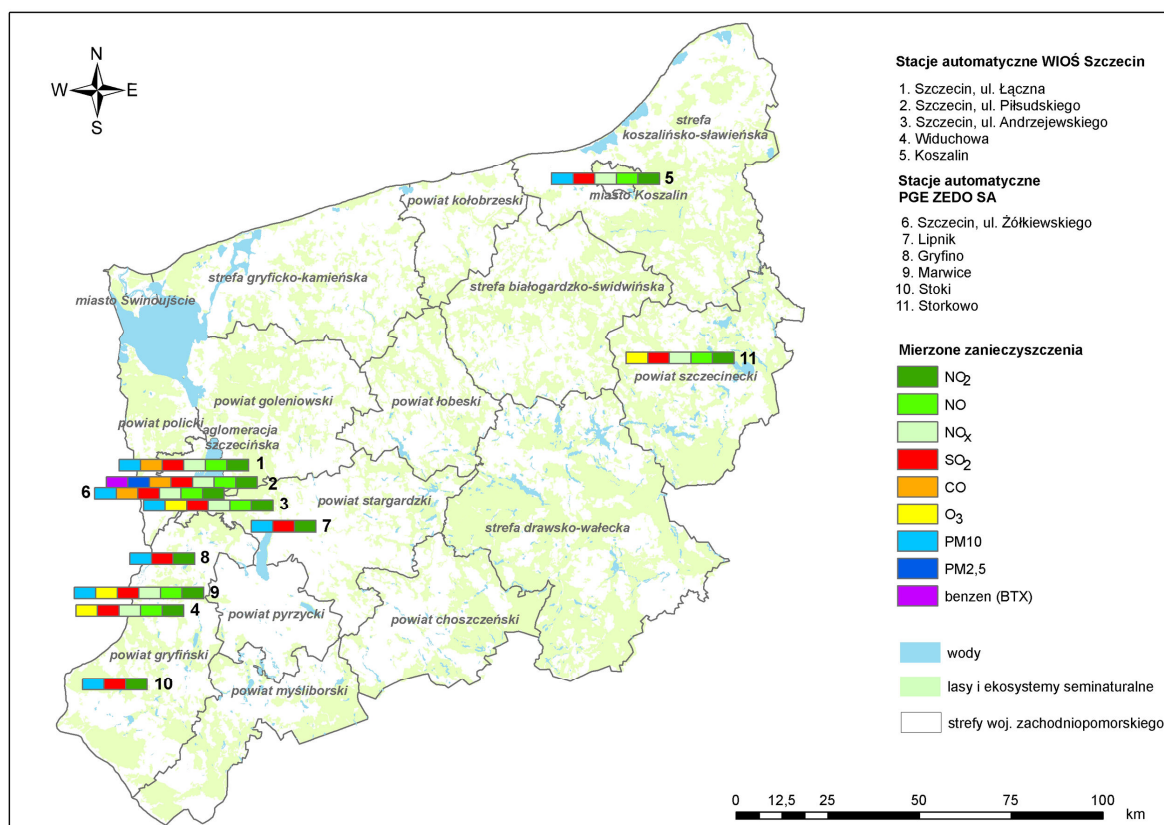 N
W E
S
strefa
koszalińsko-sławieńska
5
miasto Koszalin
powiat kołobrzeski
strefa gryficko-kamieńska
strefa białogardzko-świdwińska
miasto Świnoujście
11
powiat szczecinecki
powiat goleniowski
powiat łobeski
powiat policki
aglomeracja
szczecińska
1
2
6
3
powiat stargardzki
7
strefa drawsko-wałecka
8
9
4
powiat pyrzycki
powiat choszczeński
powiat gryfiński
10
powiat myśliborski
Stacje automatyczne WIOŚ Szczecin
1. Szczecin, ul. Łączna
2. Szczecin, ul. Piłsudskiego
3. Szczecin, ul. Andrzejewskiego
4. Widuchowa
5. Koszalin
Stacje automatyczne
PGE ZEDO SA
6. Szczecin, ul. Żółkiewskiego
7. Lipnik
8. Gryfino
9. Marwice
10. Stoki
11. Storkowo
Mierzone zanieczyszczenia
NO2
NO
NOx
SO2
CO
O3
PM10
PM2,5
benzen (BTX)
wody
lasy i ekosystemy seminaturalne
strefy woj. zachodniopomorskiego
0 12,5 25 50 75 100
km